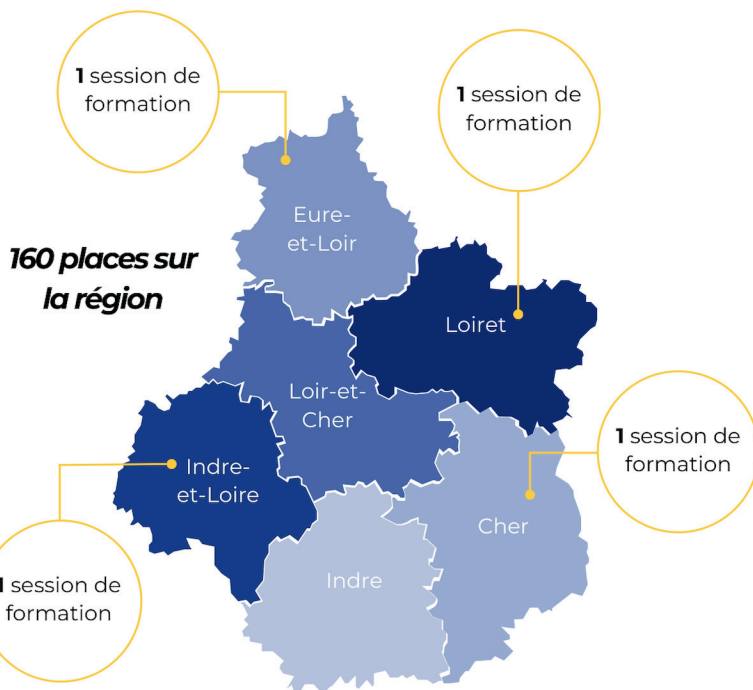 1 session de
formation
1 session de
formation
160 places sur
la région
Eure-
et-Loir
Loiret
Loir-et-
Cher
1 session de
formation
Indre-
et-Loire
Cher
Indre
1 session de
formation